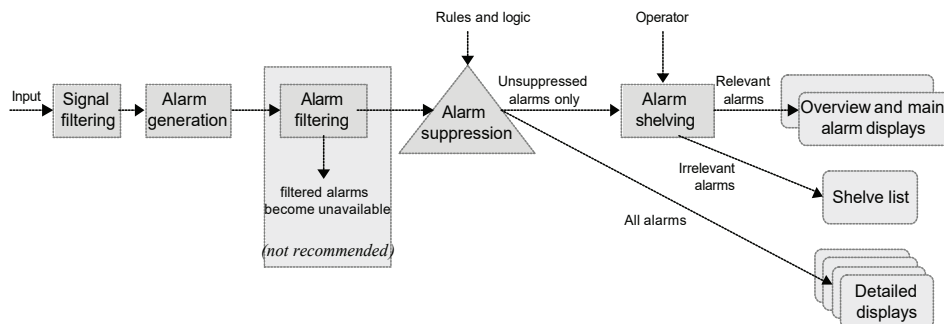 Rules and logic
Operator
Input
Signal
filtering
Alarm
generation
Alarm
filtering
filtered alarms
become unavailable
(not recommended)
Alarm
suppression
Unsuppressed
alarms only
Alarm
shelving
Relevant
alarms
Overview and main
alarm displays
Irrelevant
alarms
Shelve list
All alarms
Detailed
displays